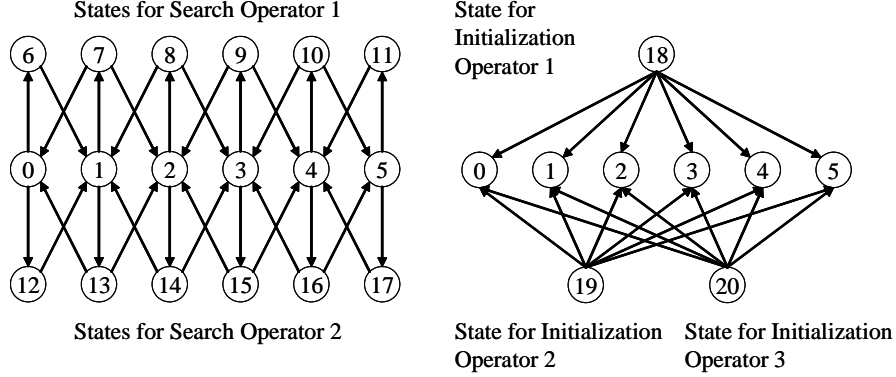 States for Search Operator 1
6 7 8 9 10 11
0 1 2 3 4 5
12 13 14 15 16 17
States for Search Operator 2
State for
Initialization
Operator 1
18
0 1 2 3 4 5
19 20
State for Initialization
Operator 2
State for Initialization
Operator 3